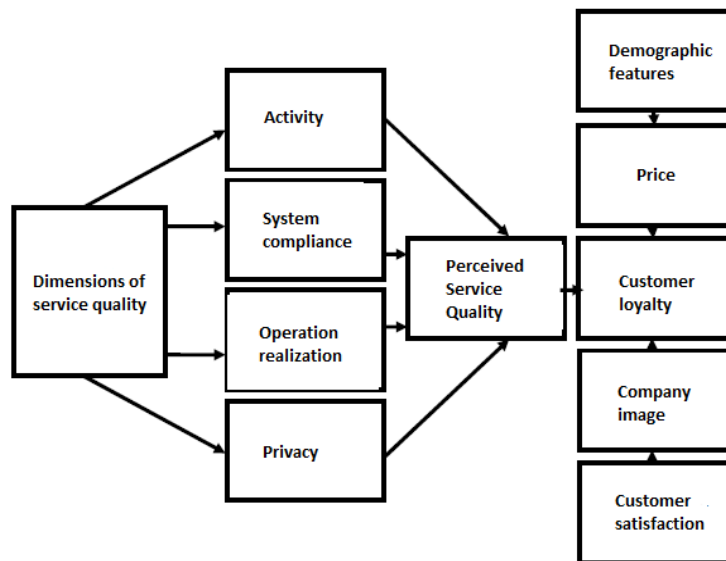 Dimensions of
service quality
Activity
System
compliance
Operation
realization
Privacy
Perceived
Service
Quality
Demographic
features
Price
Customer
loyalty
Company
image
Customer
satisfaction